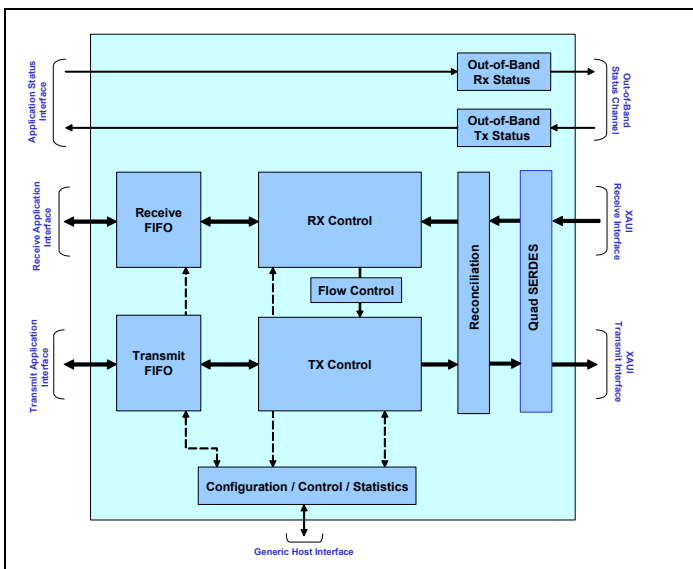 Application Status
Interface
Out-of-Band
Rx Status
Out-of-Band
Tx Status
Out-of-Band
Status Channel
Receive Application
Interface
Receive
FIFO
RX Control
Flow Control
Reconciliation
Quad SERDES
XAUI
Receive Interface
Transmit Application
Interface
Transmit
FIFO
TX Control
XAUI
Transmit Interface
Configuration / Control / Statistics
Generic Host Interface